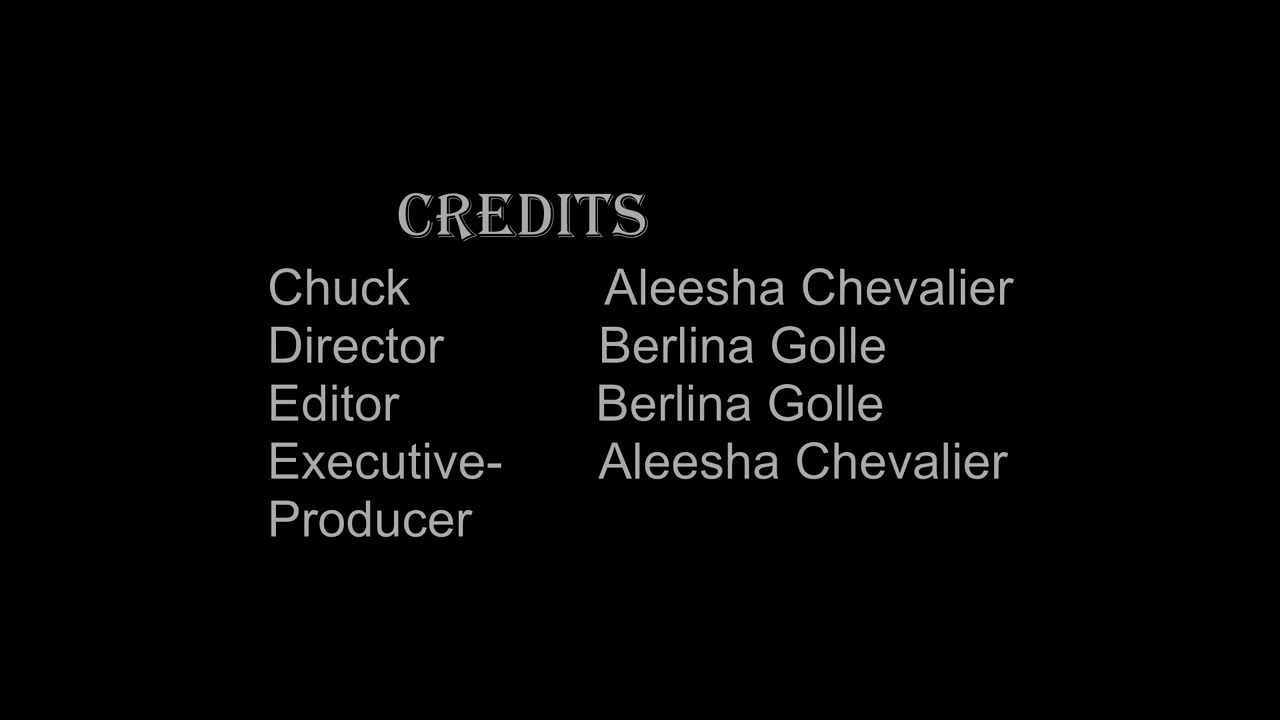 CREDITS
Chuck Aleesha Chevalier
Director Berlina Golle
Editor Berlina Golle
Executive- Aleesha Chevalier
Producer